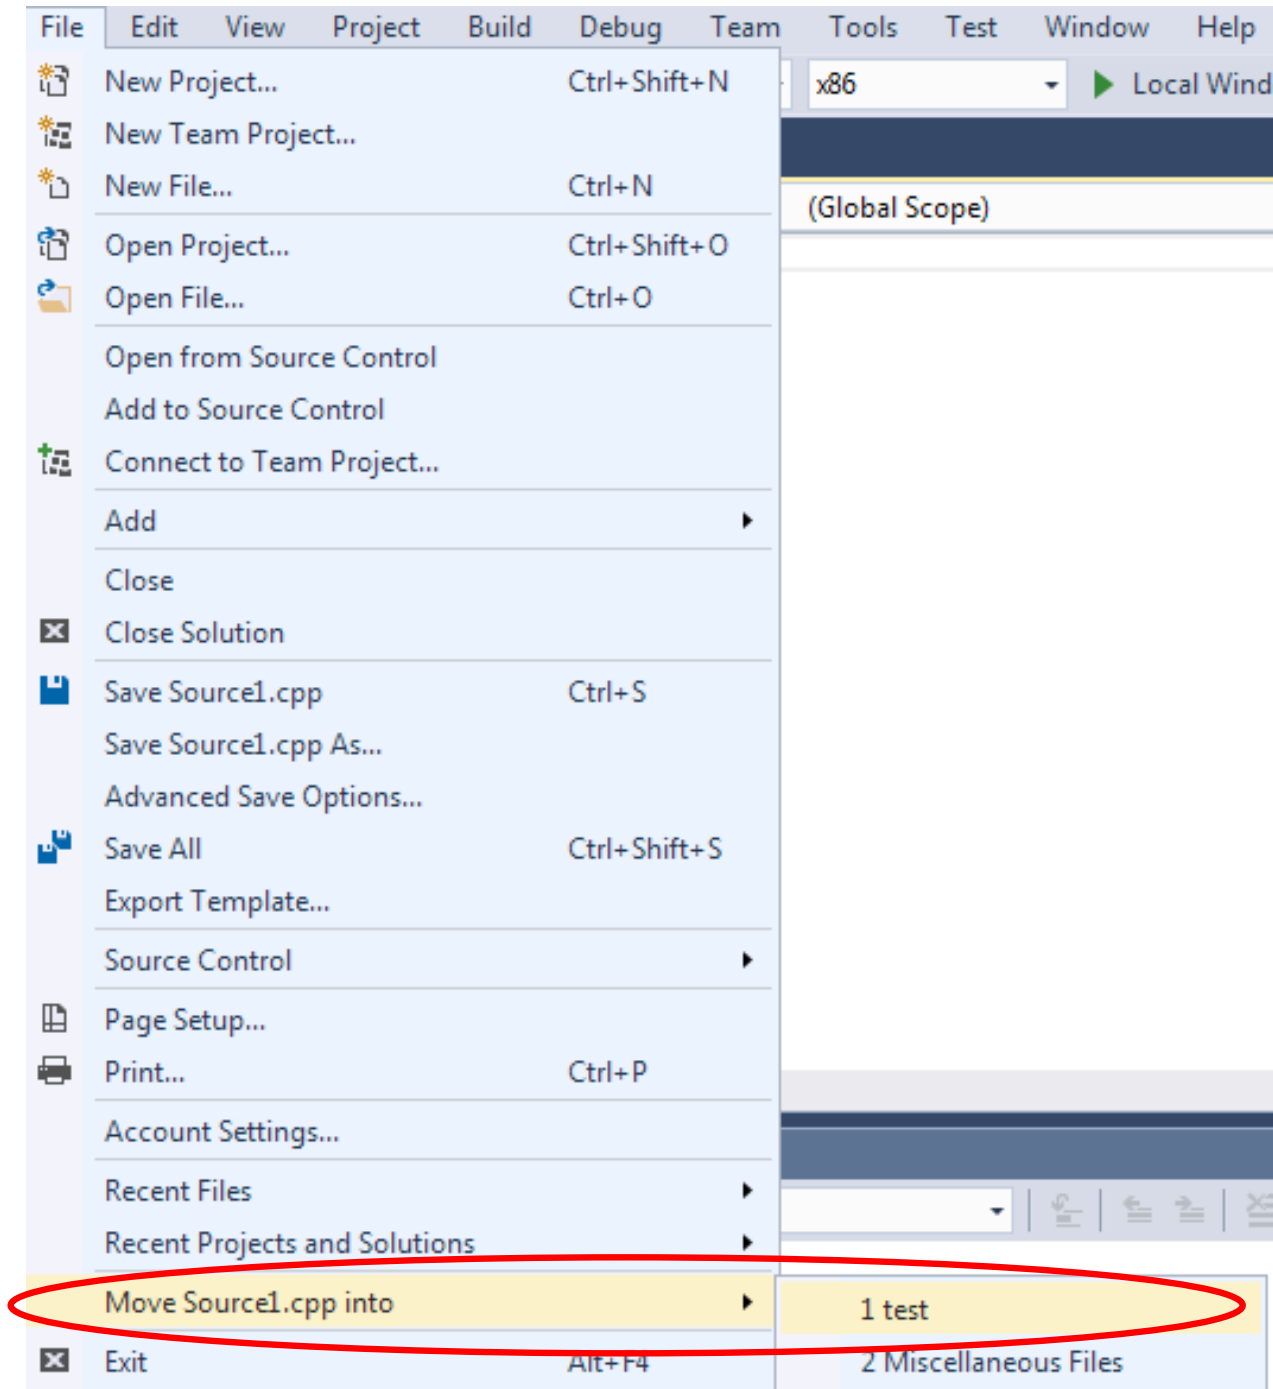 File Edit View Project Build Debug Team Tools Test Window Help
New Project... Ctrl+Shift+N
x86 Local Wind
New Team Project...
New File... Ctrl+N
(Global Scope)
Open Project... Ctrl+Shift+O
Open File... Ctrl+O
Open from Source Control
Add to Source Control
Connect to Team Project...
Add
Close
Close Solution
Save Source1.cpp Ctrl+S
Save Source1.cpp As...
Advanced Save Options...
Save All Ctrl+Shift+S
Export Template...
Source Control
Page Setup...
Print... Ctrl+P
Account Settings...
Recent Files
Recent Projects and Solutions
Move Source1.cpp into
1 test
Exit Alt+F4
2 Miscellaneous Files